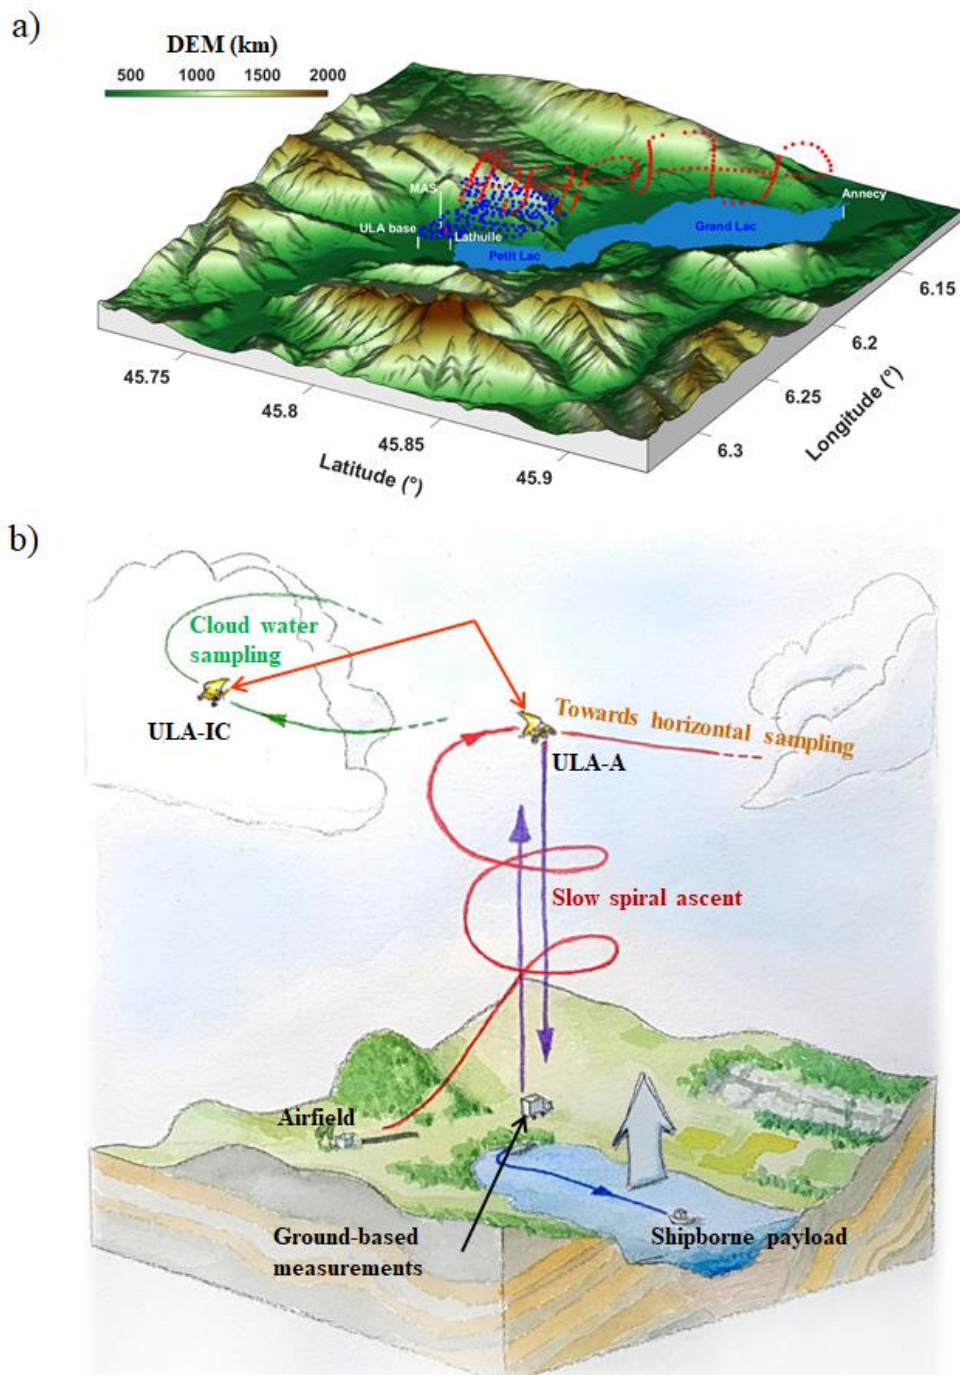 a)
DEM (km)
500 1000 1500 2000
MAS
Annecy
ULA base
Lathuile
Grand Lac
Petit Lac
6.15
6.2
6.25
6.3
Longitude (°)
45.75
45.8
45.85
45.9
Latitude (°)
b)
Cloud water
sampling
ULA-IC
Towards horizontal sampling
ULA-A
Slow spiral ascent
Airfield
Ground-based
measurements
Shipborne payload